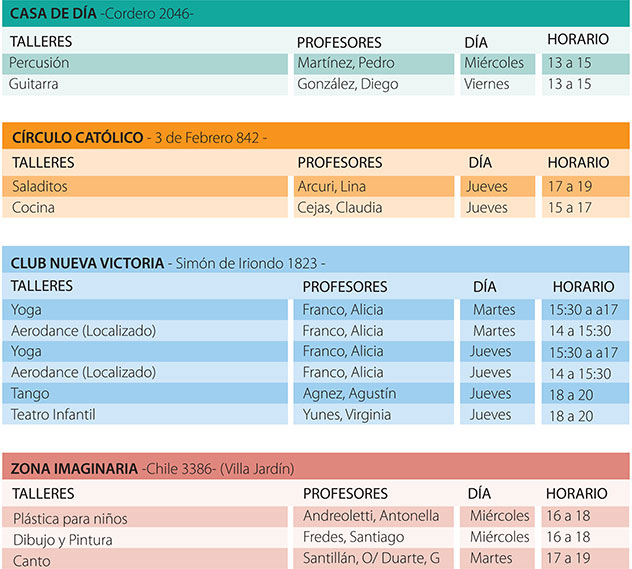 CASA DE DÍA -Cordero 2046-
TALLERES PROFESORES DÍA HORARIO
Percusión Martínez, Pedro Miércoles 13 a 15
Guitarra González, Diego Viernes 13 a 15
CÍRCULO CATÓLICO - 3 de Febrero 842 -
TALLERES PROFESORES DÍA HORARIO
Saladitos Arcuri, Lina Jueves 17 a 19
Cocina Cejas, Claudia Jueves 15 a 17
CLUB NUEVA VICTORIA - Simón de Iriondo 1823 -
TALLERES PROFESORES DÍA HORARIO
Yoga Franco, Alicia Martes 15:30 a a17
Aerodance (Localizado) Franco, Alicia Martes 14 a 15:30
Yoga Franco, Alicia Jueves 15:30 a a17
Aerodance (Localizado) Franco, Alicia Jueves 14 a 15:30
Tango Agnez, Agustín Jueves 18 a 20
Teatro Infantil Yunes, Virginia Jueves 18 a 20
ZONA IMAGINARIA -Chile 3386- (Villa Jardín)
TALLERES PROFESORES DÍA HORARIO
Plástica para niños Andreoletti, Antonella Miércoles 16 a 18
Dibujo y Pintura Fredes, Santiago Miércoles 16 a 18
Canto Santillán, O/ Duarte, G Martes 17 a 19